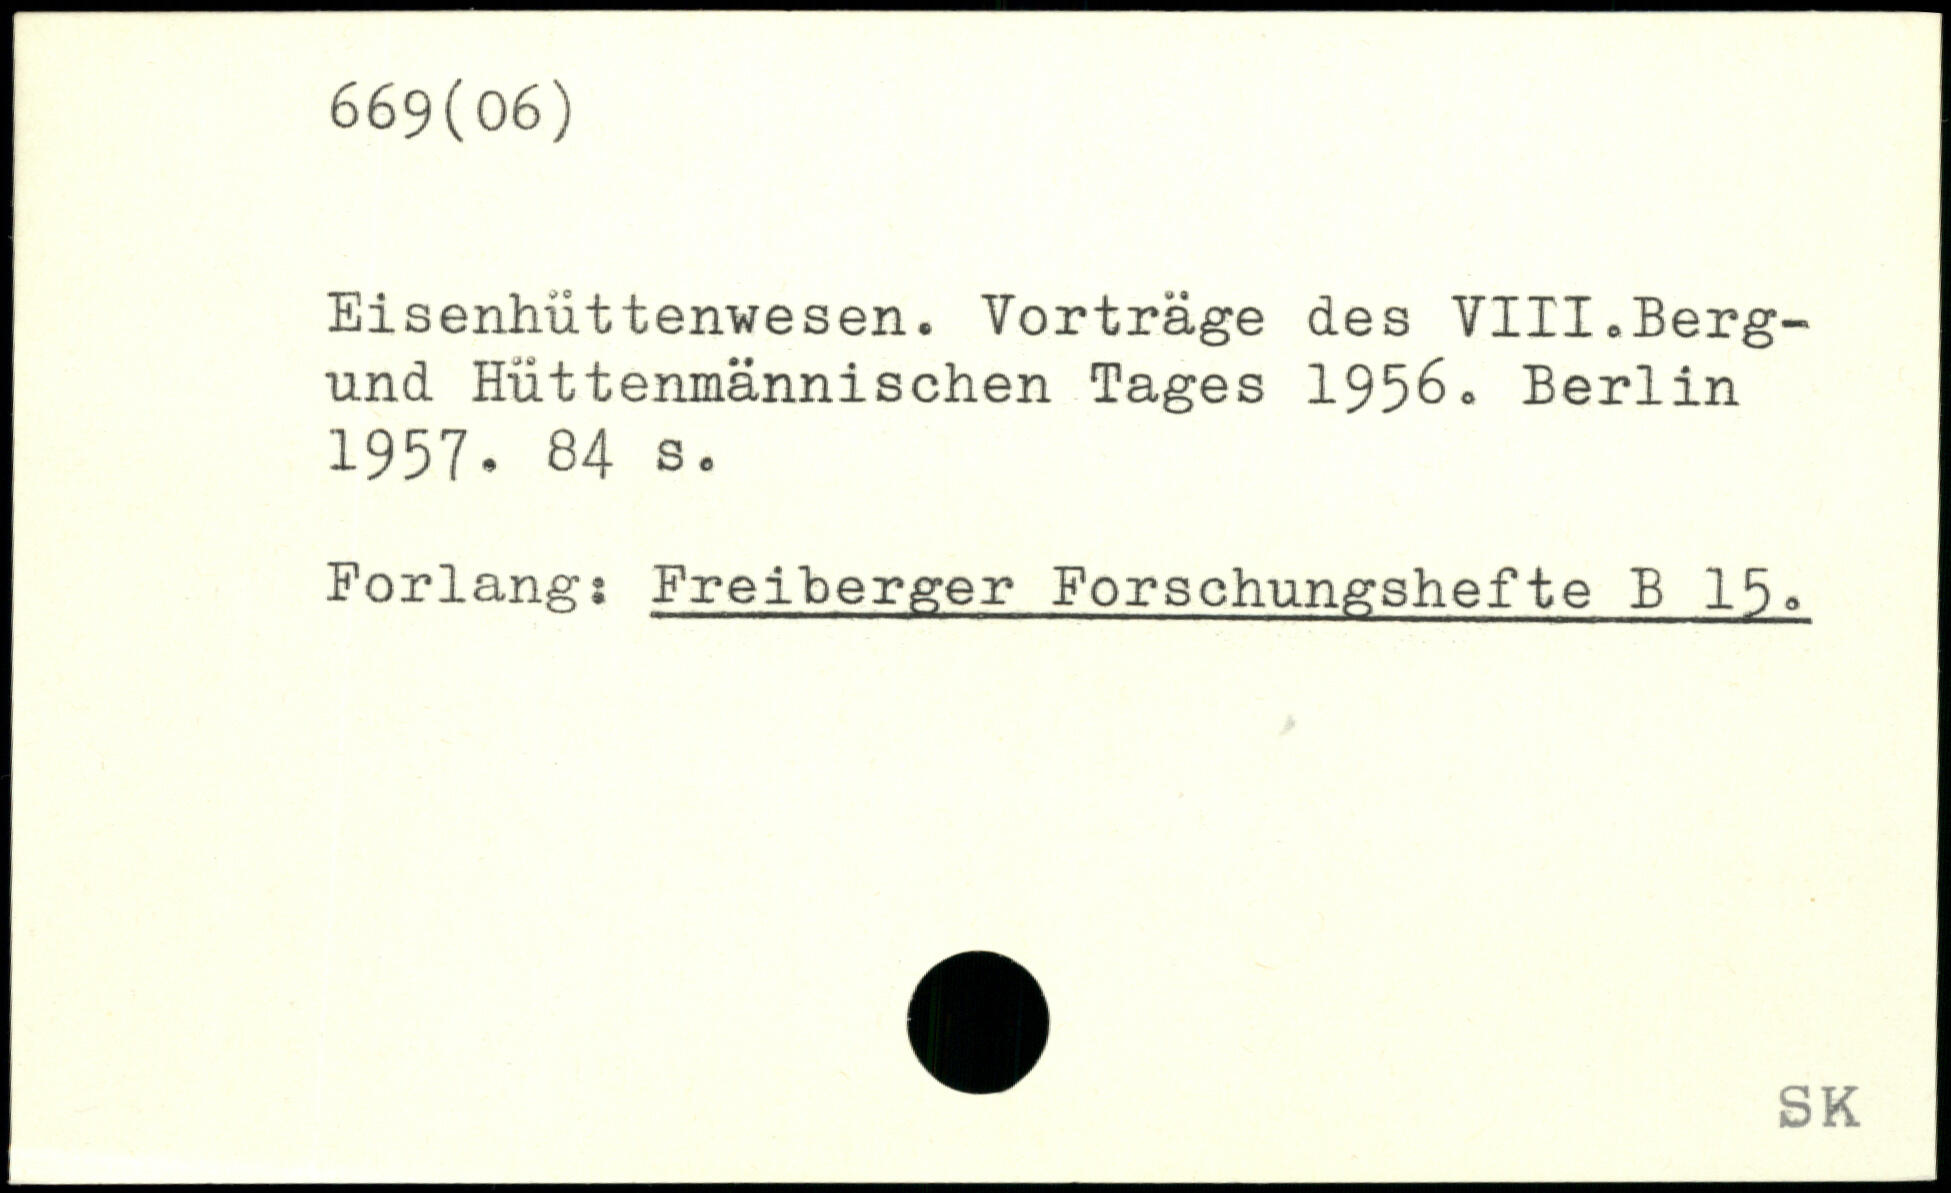 669(06)
Eisenhüttenwesen. Vorträge des VIII.Berg-
und Hüttenmännischen Tages 1956. Berlin
1957. 84 s.
Forlang: Freiberger Forschungshefte B 15.
SK